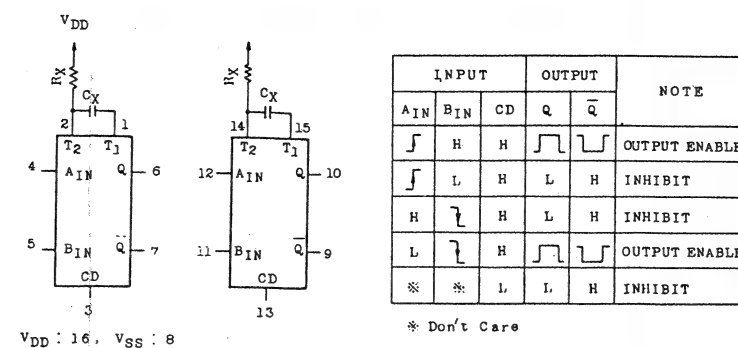 VDD
RX
CX
2 1
T2 T1
4 AIN Q 6
5 BIN Q̅ 7
CD
3
VDD : 16, VSS : 8
RX
CX
14 15
T2 T1
12 AIN Q 10
11 BIN Q̅ 9
CD
13
INPUT OUTPUT NOTE
AIN BIN CD Q Q̅
H H OUTPUT ENABLE
L H L H INHIBIT
H H L H INHIBIT
L H OUTPUT ENABLE
※ ※ L L H INHIBIT
※ Don't Care